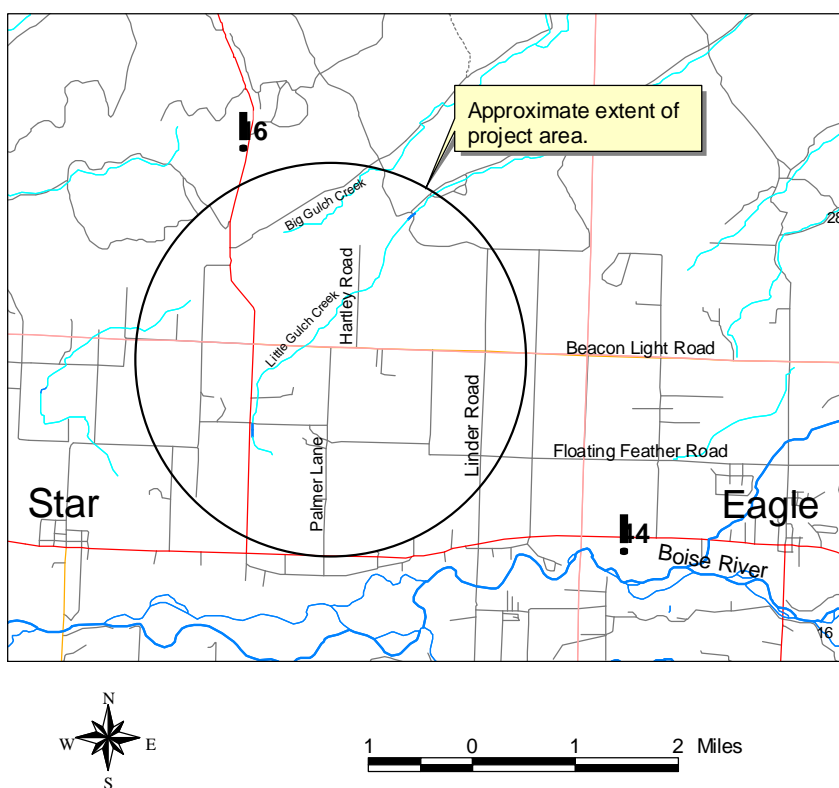 Approximate extent of
project area.
16
Big Gulch Creek
28
Hartley Road
Little Gulch Creek
Beacon Light Road
Linder Road
Floating Feather Road
Palmer Lane
Star
Eagle
44
Boise River
16
N
W
E
S
1
0
1
2
Miles